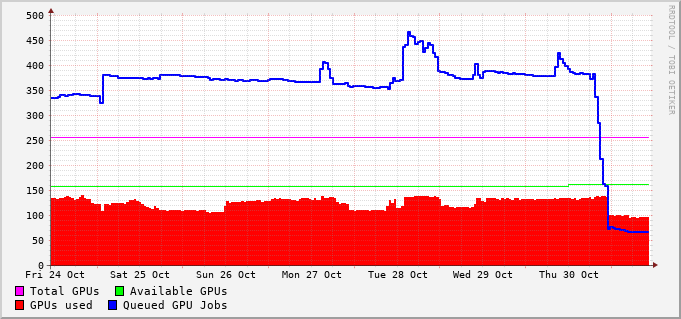 500
450
400
350
300
250
200
150
100
50
0
Fri 24 Oct Sat 25 Oct Sun 26 Oct Mon 27 Oct Tue 28 Oct Wed 29 Oct Thu 30 Oct
Total GPUs Available GPUs
GPUs used Queued GPU Jobs
RRDTOOL / TOBI OETIKER